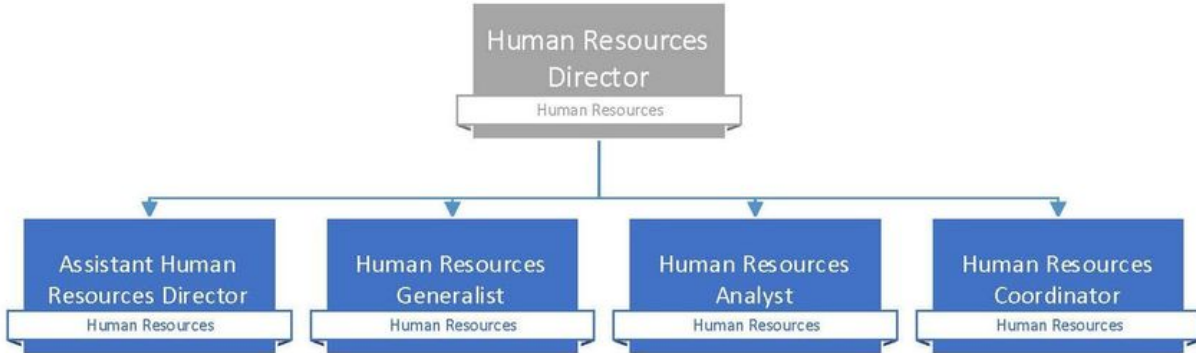 Human Resources
Director
Human Resources
Assistant Human
Resources Director
Human Resources
Human Resources
Generalist
Human Resources
Human Resources
Analyst
Human Resources
Human Resources
Coordinator
Human Resources